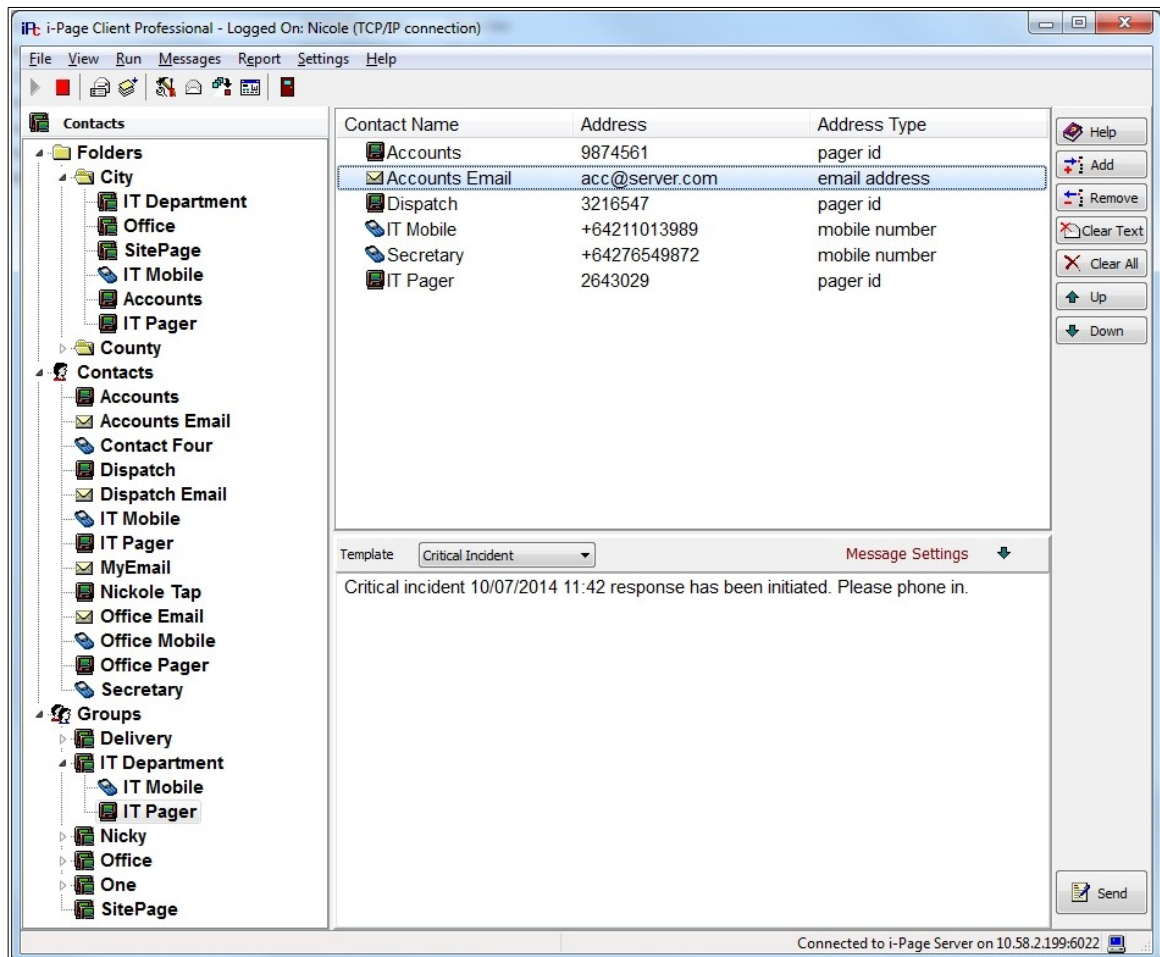 iPc i-Page Client Professional - Logged On: Nicole (TCP/IP connection)
File View Run Messages Report Settings Help
Contacts
Folders
City
IT Department
Office
SitePage
IT Mobile
Accounts
IT Pager
County
Contacts
Accounts
Accounts Email
Contact Four
Dispatch
Dispatch Email
IT Mobile
IT Pager
MyEmail
Nickole Tap
Office Email
Office Mobile
Office Pager
Secretary
Groups
Delivery
IT Department
IT Mobile
IT Pager
Nicky
Office
One
SitePage
Contact Name Address Address Type
Accounts 9874561 pager id
Accounts Email acc@server.com email address
Dispatch 3216547 pager id
IT Mobile +64211013989 mobile number
Secretary +64276549872 mobile number
IT Pager 2643029 pager id
Template Critical Incident Message Settings
Critical incident 10/07/2014 11:42 response has been initiated. Please phone in.
Help
Add
Remove
Clear Text
Clear All
Up
Down
Send
Connected to i-Page Server on 10.58.2.199:6022